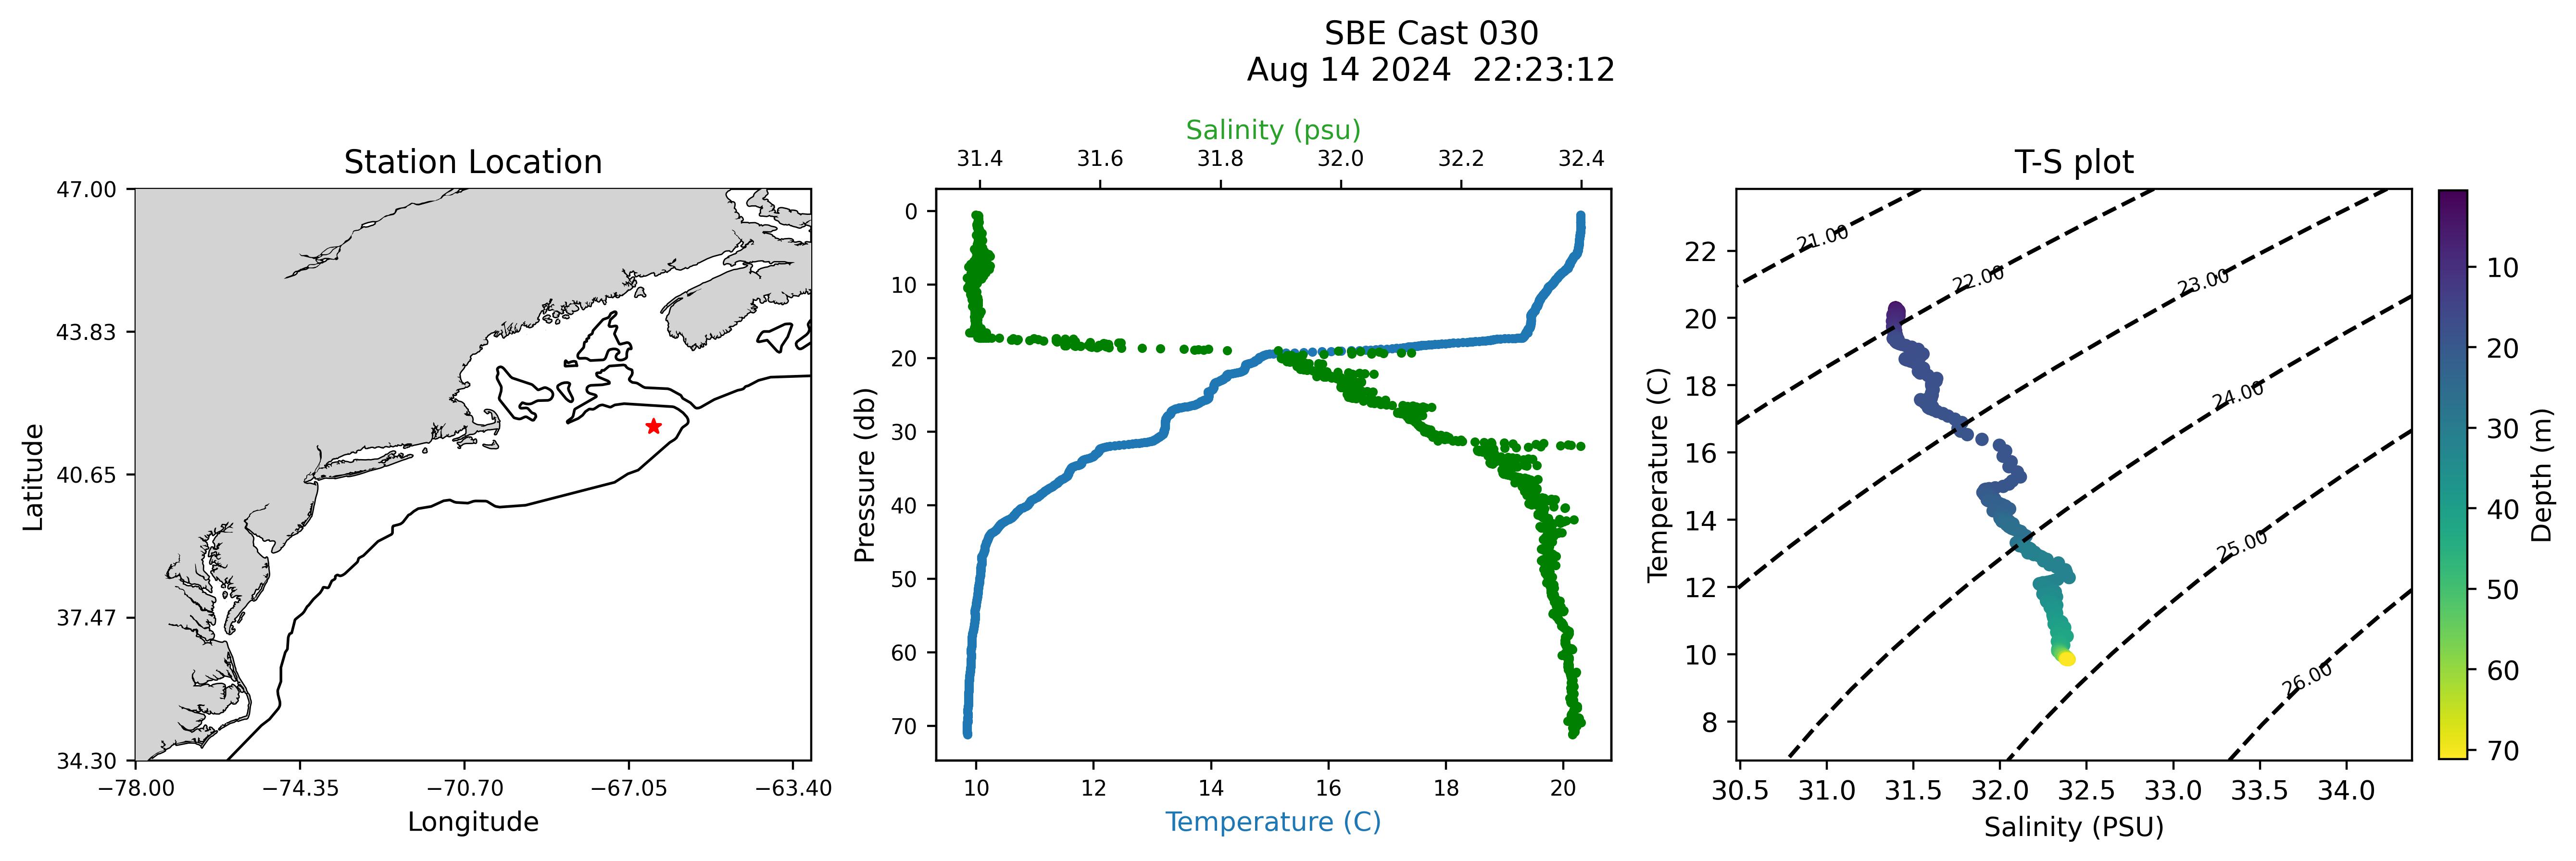 SBE Cast 030
Aug 14 2024  22:23:12
Station Location
47.00
43.83
40.65
37.47
34.30
Latitude
−78.00 −74.35 −70.70 −67.05 −63.40
Longitude
Salinity (psu)
31.4 31.6 31.8 32.0 32.2 32.4
0
10
20
30
40
50
60
70
Pressure (db)
10 12 14 16 18 20
Temperature (C)
T-S plot
22
20
18
16
14
12
10
8
Temperature (C)
21.00
22.00
23.00
24.00
25.00
26.00
30.5 31.0 31.5 32.0 32.5 33.0 33.5 34.0
Salinity (PSU)
10
20
30
40
50
60
70
Depth (m)